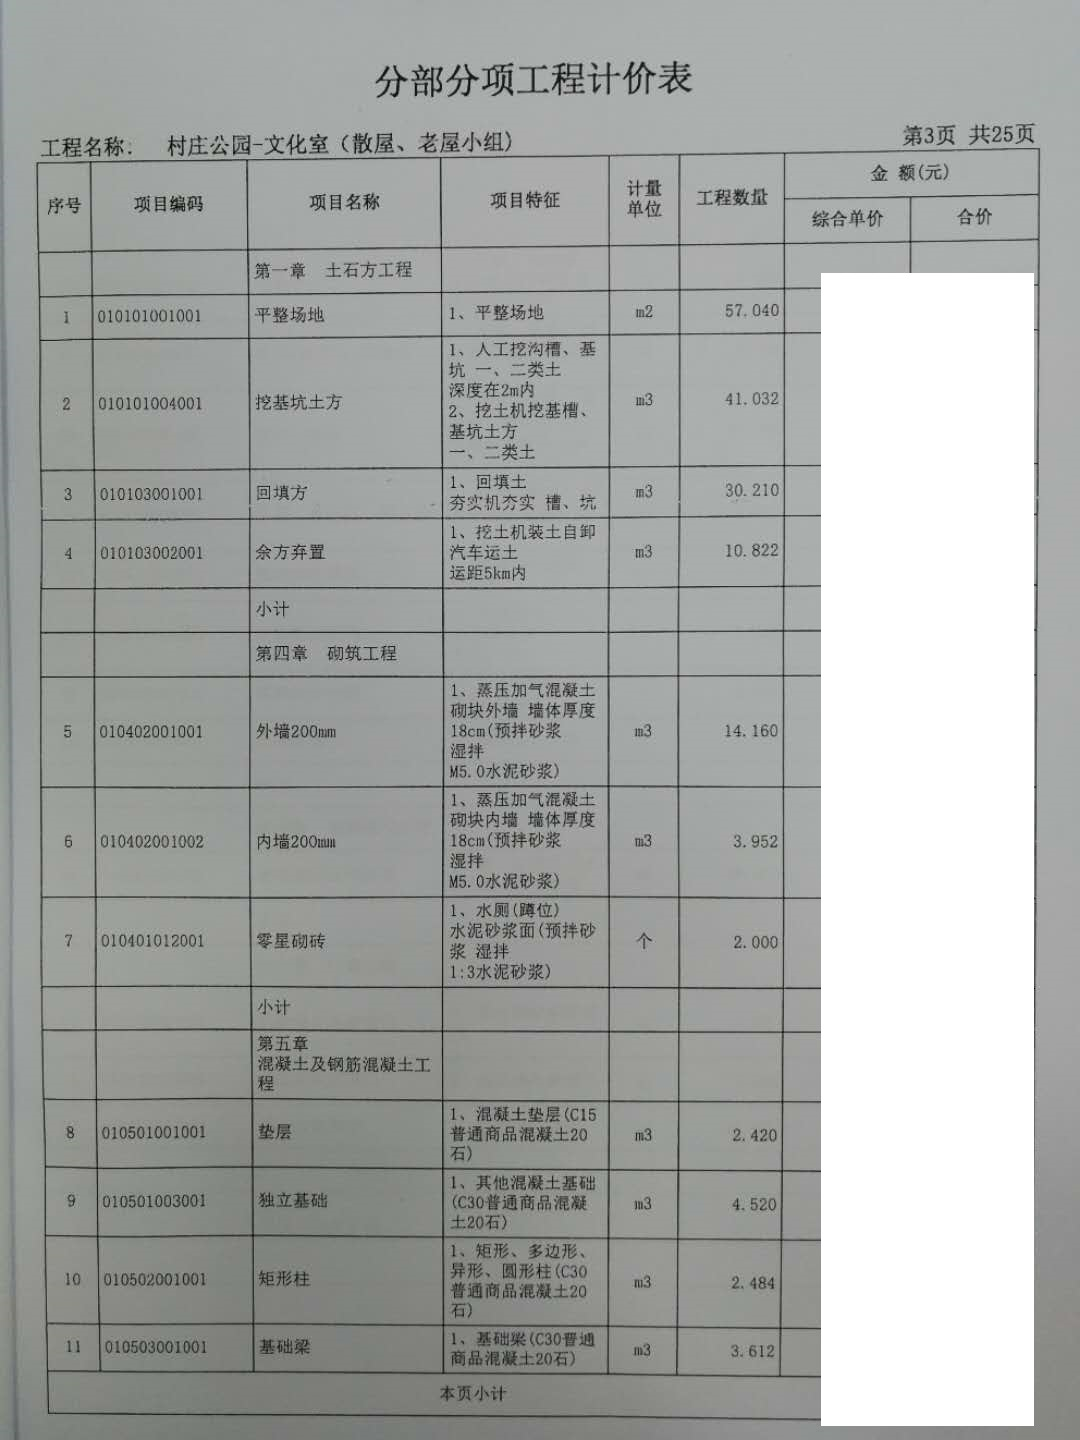 分部分项工程计价表
工程名称: 村庄公园-文化室（散屋、老屋小组）
第3页 共25页
序号 项目编码 项目名称 项目特征 计量单位 工程数量 金 额(元)
综合单价 合价
第一章 土石方工程
1 010101001001 平整场地 1、平整场地 m2 57.040
2 010101004001 挖基坑土方 1、人工挖沟槽、基
坑 一、二类土
深度在2m内
2、挖土机挖基槽、
基坑土方
一、二类土 m3 41.032
3 010103001001 回填方 1、回填土
夯实机夯实 槽、坑 m3 30.210
4 010103002001 余方弃置 1、挖土机装土自卸
汽车运土
运距5km内 m3 10.822
小计
第四章 砌筑工程
5 010402001001 外墙200mm 1、蒸压加气混凝土
砌块外墙 墙体厚度
18cm(预拌砂浆
湿拌
M5.0水泥砂浆) m3 14.160
6 010402001002 内墙200mm 1、蒸压加气混凝土
砌块内墙 墙体厚度
18cm(预拌砂浆
湿拌
M5.0水泥砂浆) m3 3.952
7 010401012001 零星砌砖 1、水厕(蹲位)
水泥砂浆面(预拌砂
浆 湿拌
1:3水泥砂浆) 个 2.000
小计
第五章
混凝土及钢筋混凝土工
程
8 010501001001 垫层 1、混凝土垫层(C15
普通商品混凝土20
石) m3 2.420
9 010501003001 独立基础 1、其他混凝土基础
(C30普通商品混凝
土20石) m3 4.520
10 010502001001 矩形柱 1、矩形、多边形、
异形、圆形柱(C30
普通商品混凝土20
石) m3 2.484
11 010503001001 基础梁 1、基础梁(C30普通
商品混凝土20石) m3 3.612
本页小计